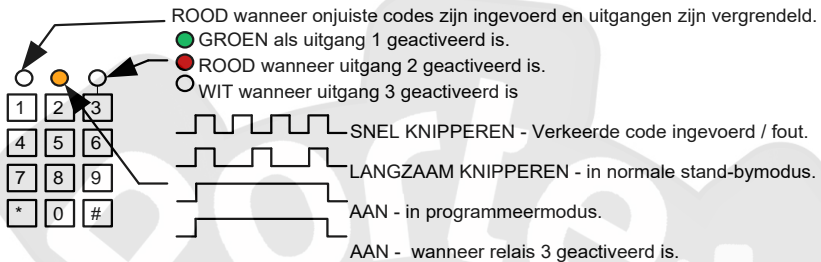 ROOD wanneer onjuiste codes zijn ingevoerd en uitgangen zijn vergrendeld.
GROEN als uitgang 1 geactiveerd is.
ROOD wanneer uitgang 2 geactiveerd is.
WIT wanneer uitgang 3 geactiveerd is
1 2 3
4 5 6
7 8 9
* 0 #
SNEL KNIPPEREN - Verkeerde code ingevoerd / fout.
LANGZAAM KNIPPEREN - in normale stand-bymodus.
AAN - in programmeermodus.
AAN - wanneer relais 3 geactiveerd is.